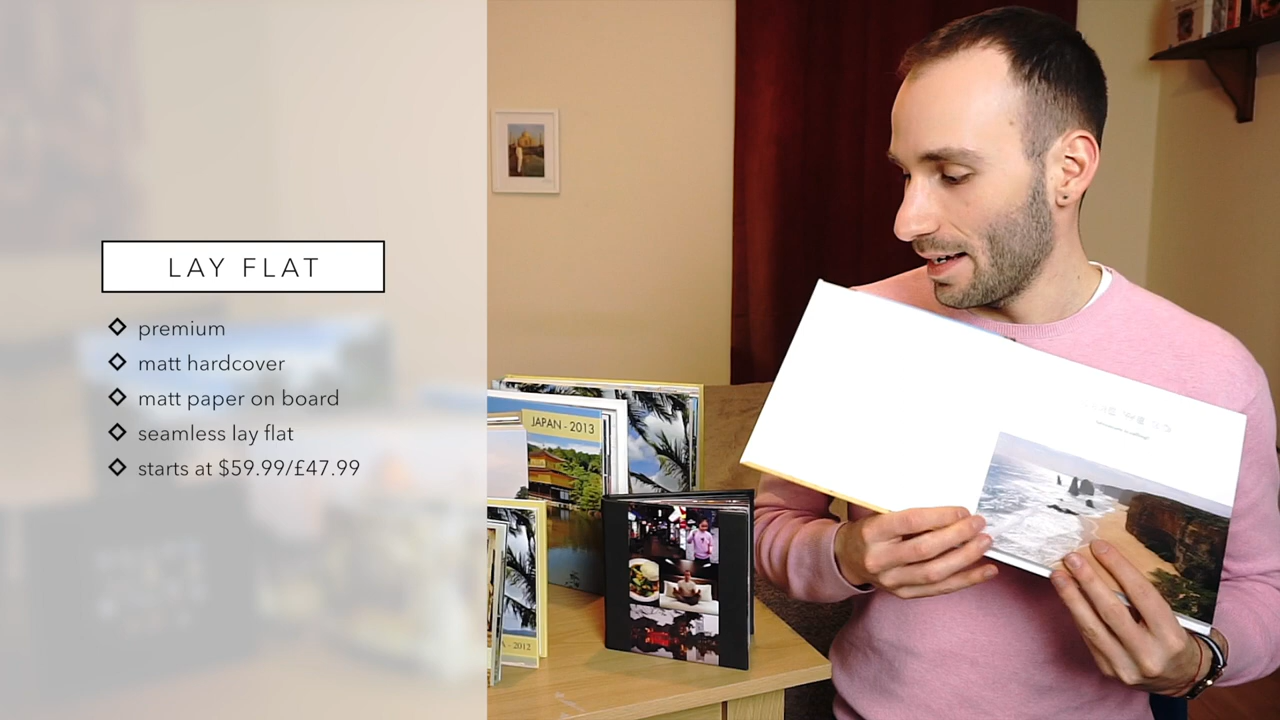 LAY FLAT
premium
matt hardcover
matt paper on board
seamless lay flat
starts at $59.99/£47.99
JAPAN - 2013
- 2012